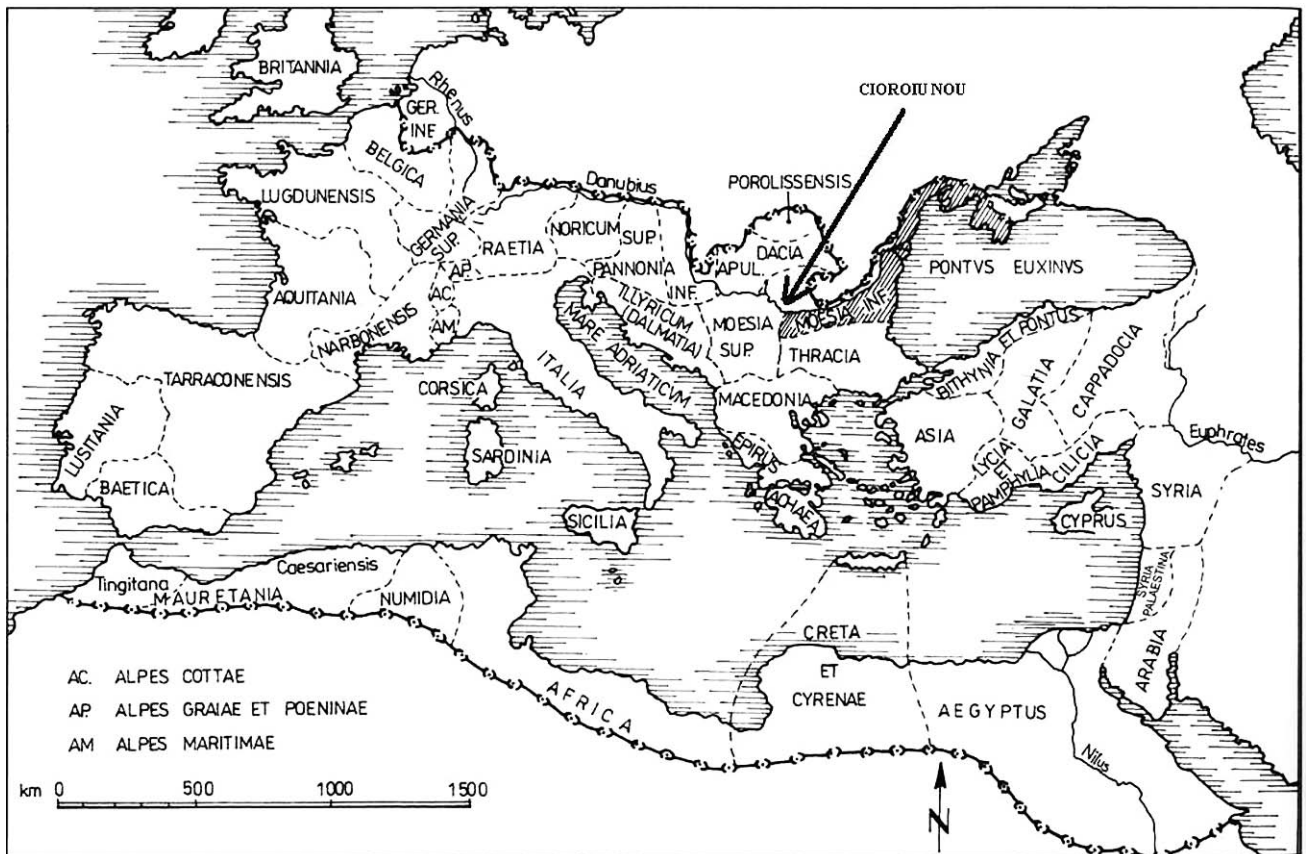 BRITANNIA
Rhenus
GER.
INF.
BELGICA
LUGDUNENSIS
GERMANIA
SUP.
RAETIA
NORICUM
SUP.
Danubius
POROLISSENSIS
CIOROIU NOU
DACIA
APUL.
PANNONIA
INF.
AP.
AC.
AM
AQUITANIA
NARBONENSIS
TARRACONENSIS
LUSITANIA
BAETICA
CORSICA
SARDINIA
SICILIA
ITALIA
MARE ADRIATICVM
ILLYRICUM
(DALMATIA)
MOESIA
SUP.
MOESIA INF.
THRACIA
MACEDONIA
EPIRUS
ACHAEA
PONTVS EUXINVS
BITHYNIA ET PONTUS
GALATIA
CAPPADOCIA
ASIA
LYCIA
ET
PAMPHYLIA
CILICIA
CYPRUS
Euphrates
SYRIA
SYRIA
PALAESTINA
ARABIA
Tingitana
Caesariensis
MAURETANIA
NUMIDIA
AFRICA
CRETA
ET
CYRENAE
AEGYPTUS
Nilus
AC. ALPES COTTAE
AP. ALPES GRAIAE ET POENINAE
AM ALPES MARITIMAE
km 0 500 1000 1500
N